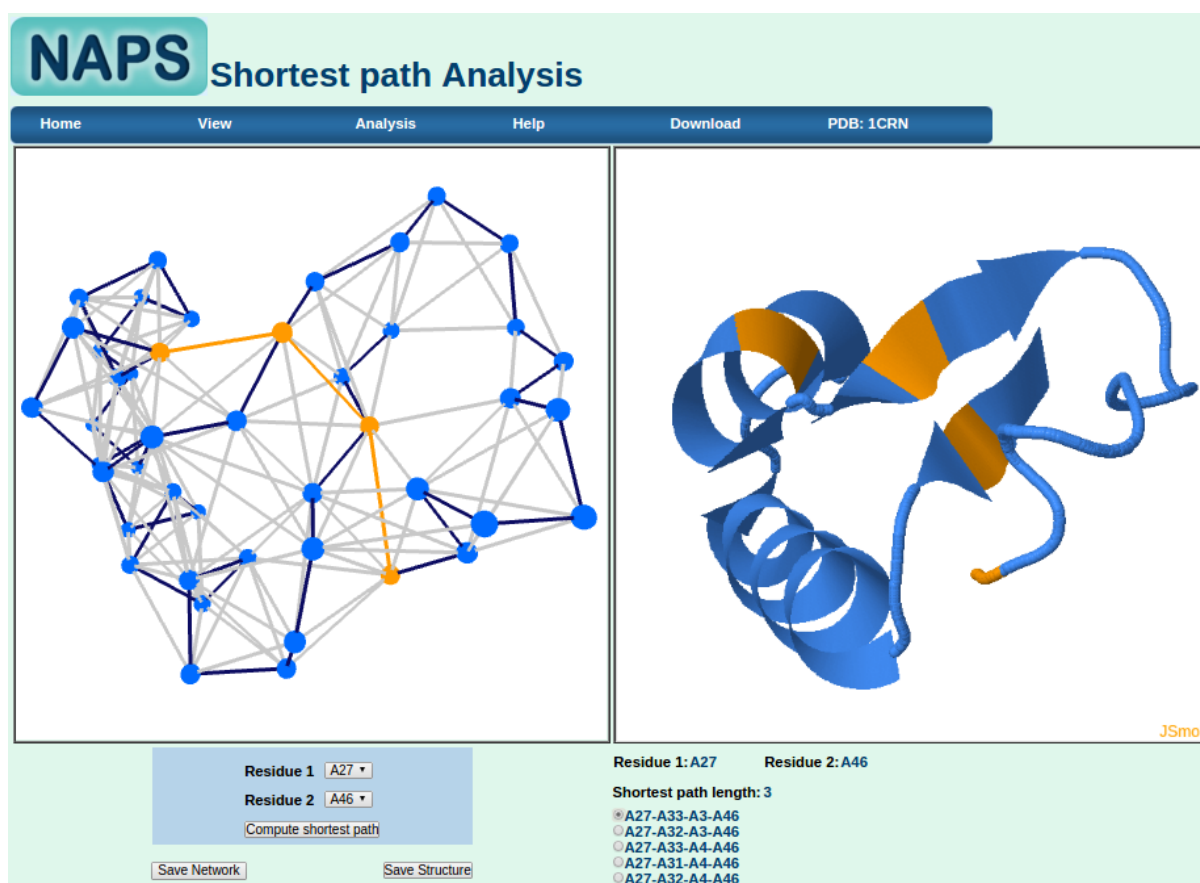 NAPS Shortest path Analysis
Home View Analysis Help Download PDB: 1CRN
JSmo
Residue 1 A27
Residue 2 A46
Compute shortest path
Save Network Save Structure
Residue 1: A27 Residue 2: A46
Shortest path length: 3
A27-A33-A3-A46
A27-A32-A3-A46
A27-A33-A4-A46
A27-A31-A4-A46
A27-A32-A4-A46